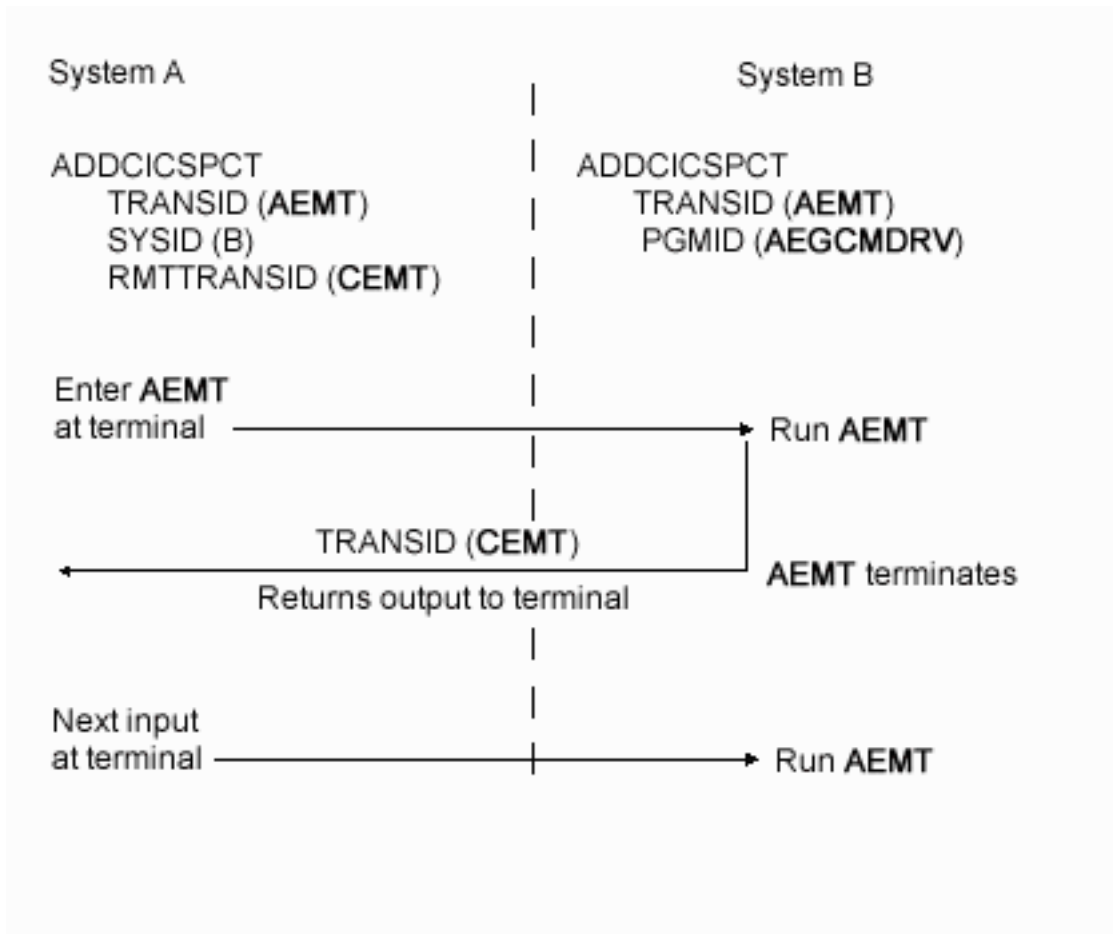 System A
System B
ADDCICSPCT
TRANSID (AEMT)
SYSID (B)
RMTTRANSID (CEMT)
ADDCICSPCT
TRANSID (AEMT)
PGMID (AEGCMDRV)
Enter AEMT
at terminal
Run AEMT
TRANSID (CEMT)
Returns output to terminal
AEMT terminates
Next input
at terminal
Run AEMT